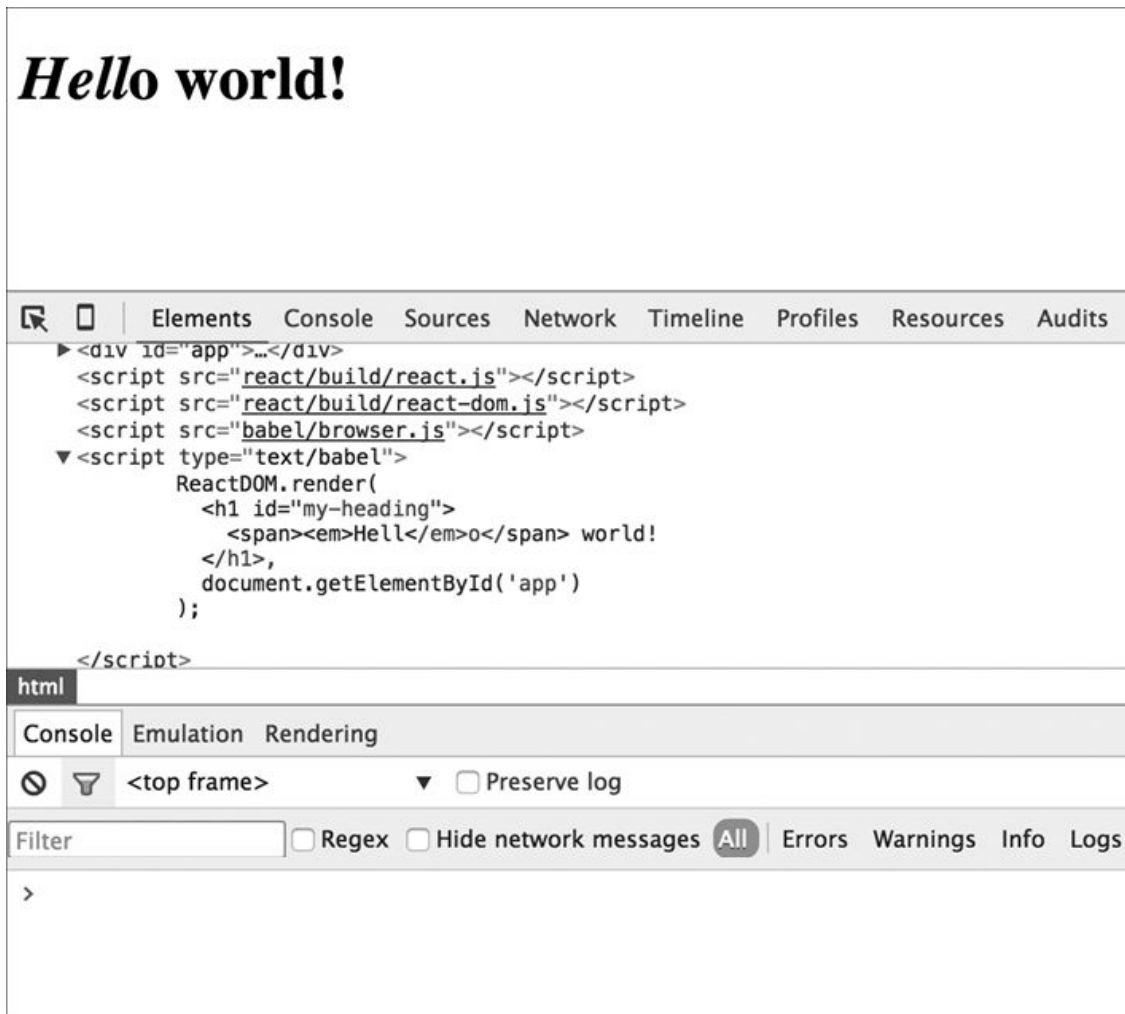 Hello world!
Elements Console Sources Network Timeline Profiles Resources Audits
▶<div id="app">…</div>
<script src="react/build/react.js"></script>
<script src="react/build/react-dom.js"></script>
<script src="babel/browser.js"></script>
▼<script type="text/babel">
ReactDOM.render(
<h1 id="my-heading">
<span><em>Hell</em>o</span> world!
</h1>,
document.getElementById('app')
);
</script>
html
Console Emulation Rendering
<top frame> ▼ Preserve log
Filter Regex Hide network messages All Errors Warnings Info Logs
>